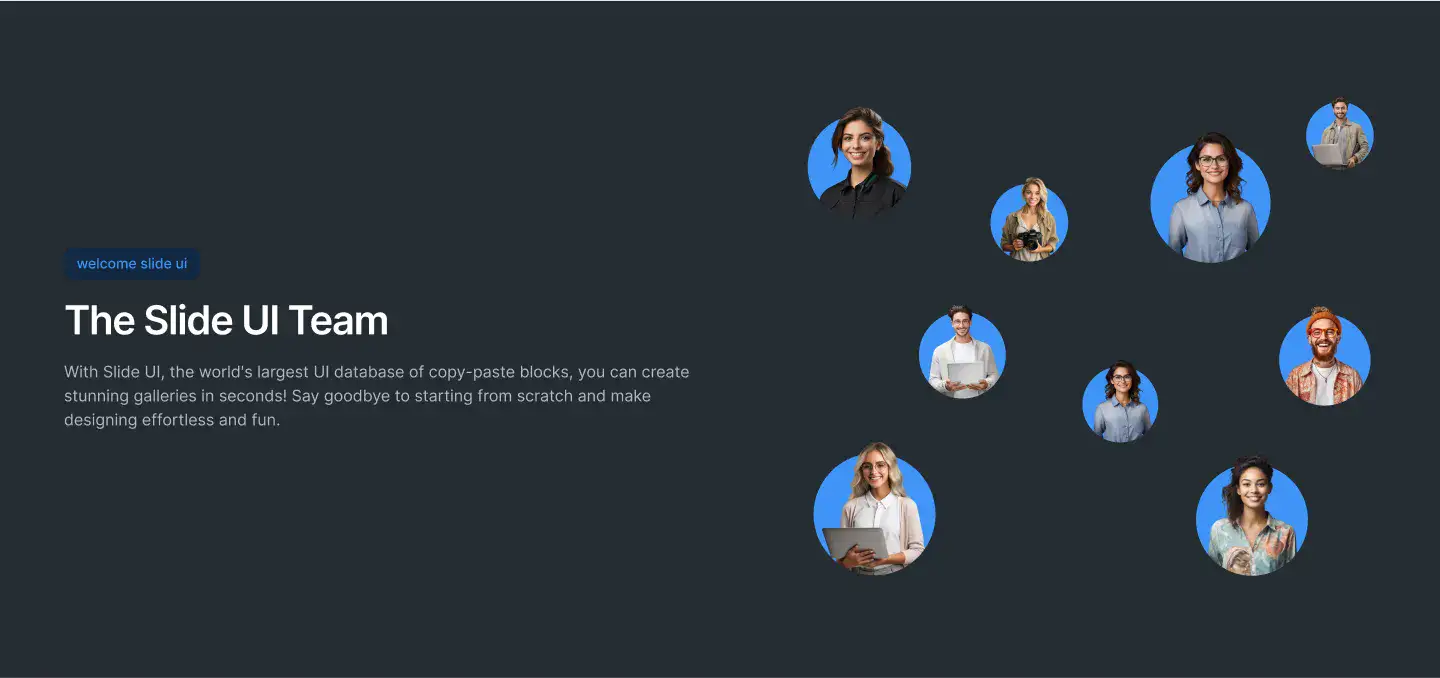 welcome slide ui
The Slide UI Team
With Slide UI, the world's largest UI database of copy-paste blocks, you can create
stunning galleries in seconds! Say goodbye to starting from scratch and make
designing effortless and fun.